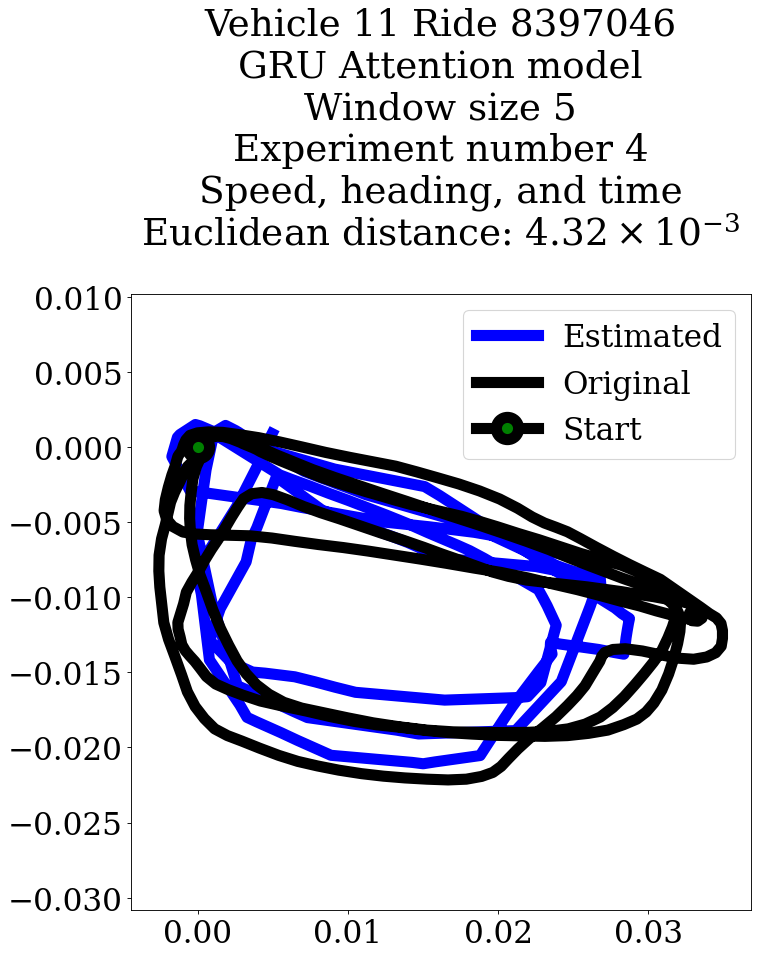 Vehicle 11 Ride 8397046
GRU Attention model
Window size 5
Experiment number 4
Speed, heading, and time
Euclidean distance: 4.32 × 10⁻³
0.010
0.005
0.000
−0.005
−0.010
−0.015
−0.020
−0.025
−0.030
Estimated
Original
Start
0.00 0.01 0.02 0.03